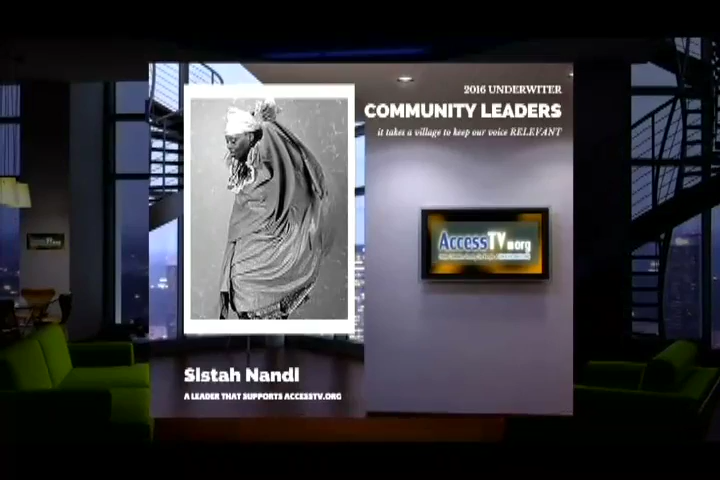 2016 UNDERWITER
COMMUNITY LEADERS
it takes a village to keep our voice RELEVANT
AccessTV.org
Sistah Nandi
A LEADER THAT SUPPORTS ACCESSTV.ORG